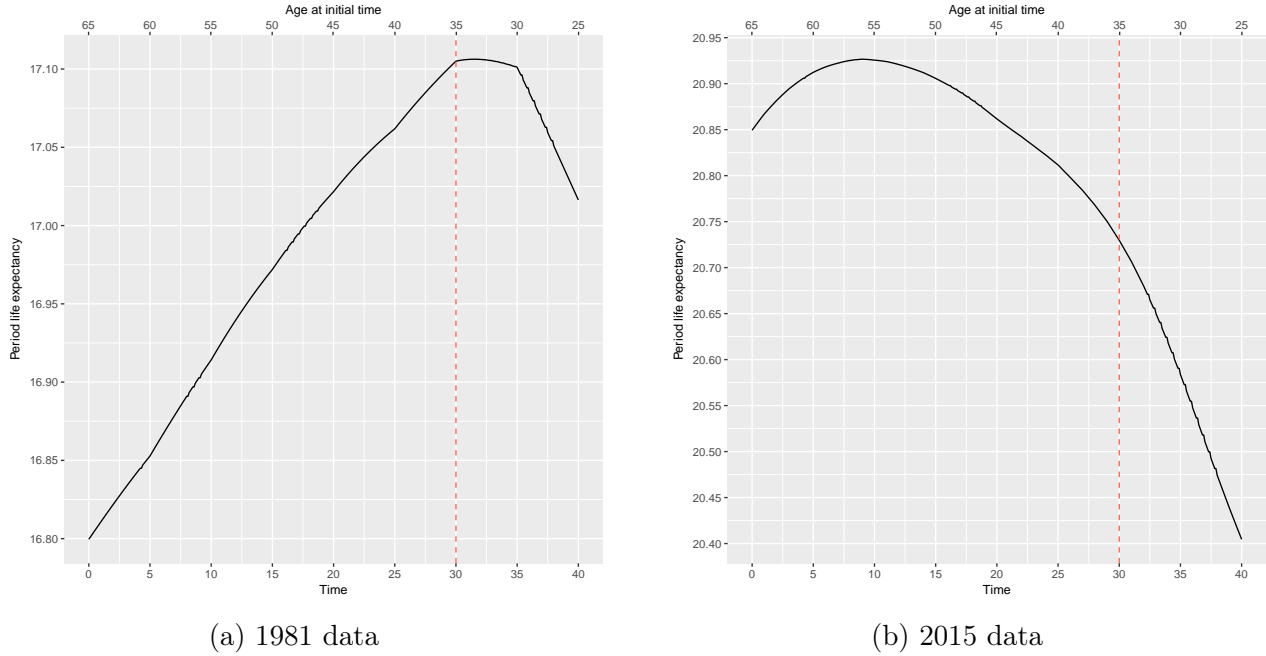 Age at initial time
65 60 55 50 45 40 35 30 25
17.10
17.05
17.00
16.95
16.90
16.85
16.80
Period life expectancy
0 5 10 15 20 25 30 35 40
Time
(a) 1981 data
Age at initial time
65 60 55 50 45 40 35 30 25
20.95
20.90
20.85
20.80
20.75
20.70
20.65
20.60
20.55
20.50
20.45
20.40
Period life expectancy
0 5 10 15 20 25 30 35 40
Time
(b) 2015 data